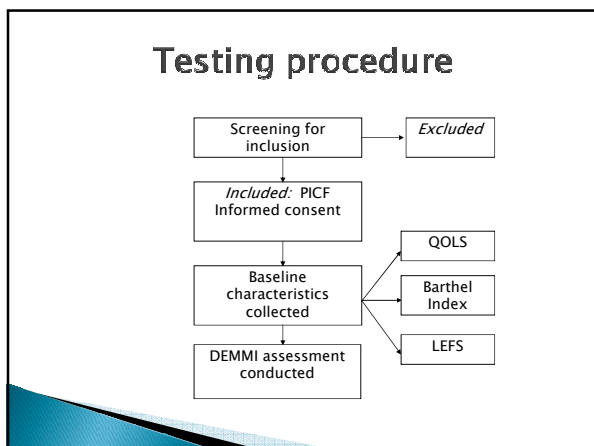 Testing procedure
Screening for
inclusion
Excluded
Included: PICF
Informed consent
QOLS
Baseline
characteristics
collected
Barthel
Index
LEFS
DEMMI assessment
conducted